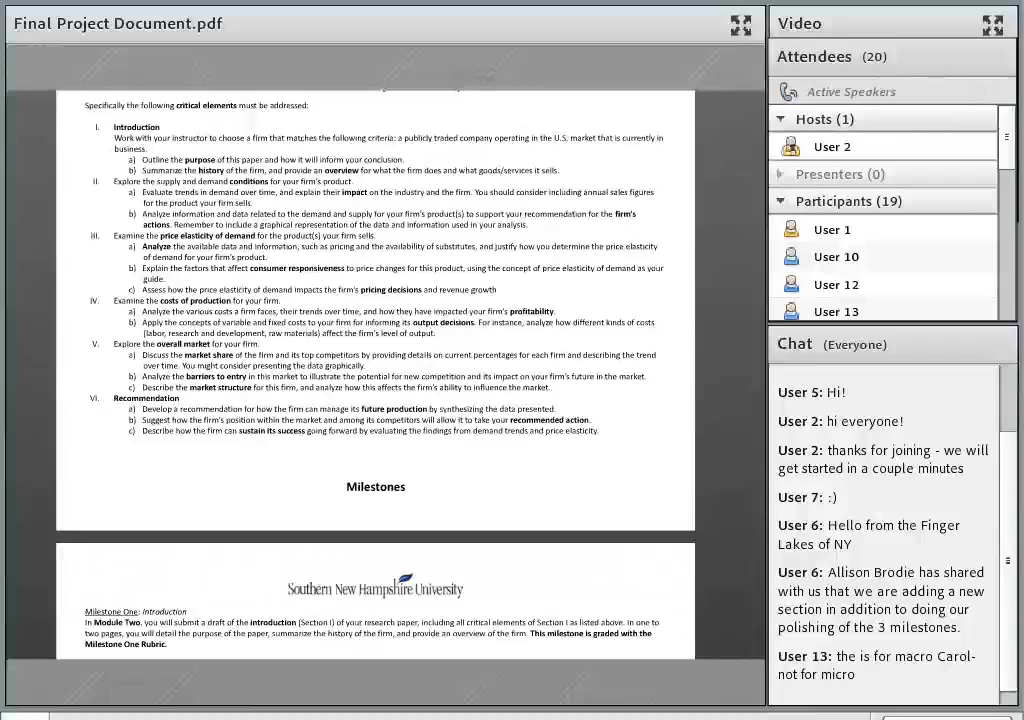 Final Project Document.pdf
Specifically the following critical elements must be addressed:
I. Introduction
Work with your instructor to choose a firm that matches the following criteria: a publicly traded company operating in the U.S. market that is currently in
business.
a) Outline the purpose of this paper and how it will inform your conclusion.
b) Summarize the history of the firm, and provide an overview for what the firm does and what goods/services it sells.
II. Explore the supply and demand conditions for your firm's product.
a) Evaluate trends in demand over time, and explain their impact on the industry and the firm. You should consider including annual sales figures
for the product your firm sells.
b) Analyze information and data related to the demand and supply for your firm's product(s) to support your recommendation for the firm's
actions. Remember to include a graphical representation of the data and information used in your analysis.
III. Examine the price elasticity of demand for the product(s) your firm sells.
a) Analyze the available data and information, such as pricing and the availability of substitutes, and justify how you determine the price elasticity
of demand for your firm's product.
b) Explain the factors that affect consumer responsiveness to price changes for this product, using the concept of price elasticity of demand as your
guide.
c) Assess how the price elasticity of demand impacts the firm's pricing decisions and revenue growth
IV. Examine the costs of production for your firm.
a) Analyze the various costs a firm faces, their trends over time, and how they have impacted your firm's profitability.
b) Apply the concepts of variable and fixed costs to your firm for informing its output decisions. For instance, analyze how different kinds of costs
(labor, research and development, raw materials) affect the firm's level of output.
V. Explore the overall market for your firm.
a) Discuss the market share of the firm and its top competitors by providing details on current percentages for each firm and describing the trend
over time. You might consider presenting the data graphically.
b) Analyze the barriers to entry in this market to illustrate the potential for new competition and its impact on your firm's future in the market.
c) Describe the market structure for this firm, and analyze how this affects the firm's ability to influence the market.
VI. Recommendation
a) Develop a recommendation for how the firm can manage its future production by synthesizing the data presented.
b) Suggest how the firm's position within the market and among its competitors will allow it to take your recommended action.
c) Describe how the firm can sustain its success going forward by evaluating the findings from demand trends and price elasticity.
Milestones
Southern New Hampshire University
Milestone One: Introduction
In Module Two, you will submit a draft of the introduction (Section I) of your research paper, including all critical elements of Section I as listed above. In one to
two pages, you will detail the purpose of the paper, summarize the history of the firm, and provide an overview of the firm. This milestone is graded with the
Milestone One Rubric.
Video
Attendees (20)
Active Speakers
Hosts (1)
User 2
Presenters (0)
Participants (19)
User 1
User 10
User 12
User 13
Chat (Everyone)
User 5: Hi!
User 2: hi everyone!
User 2: thanks for joining - we will
get started in a couple minutes
User 7: :)
User 6: Hello from the Finger
Lakes of NY
User 6: Allison Brodie has shared
with us that we are adding a new
section in addition to doing our
polishing of the 3 milestones.
User 13: the is for macro Carol-
not for micro